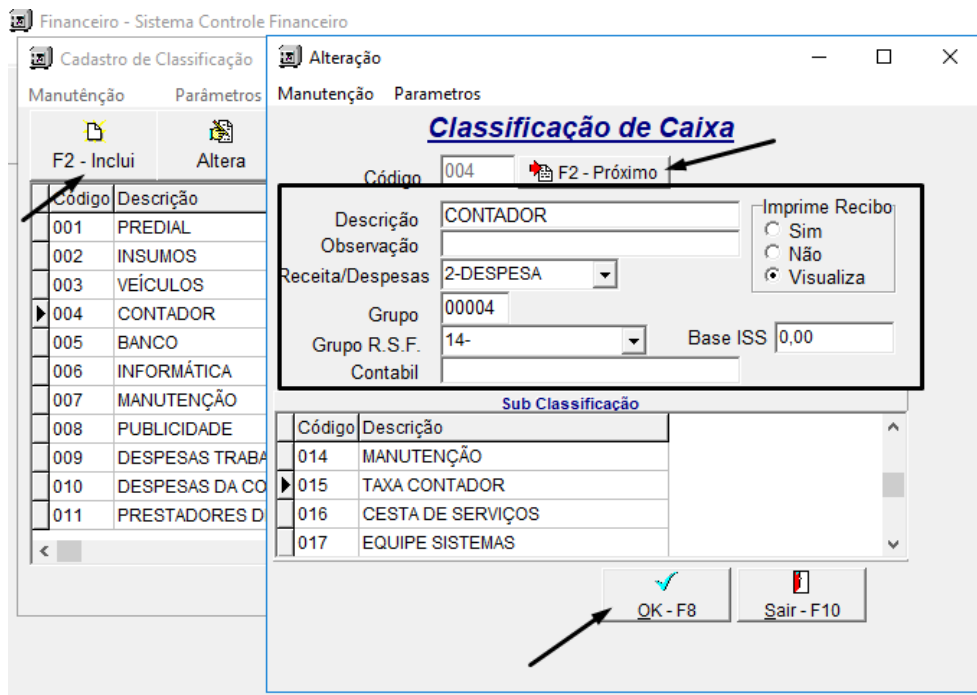 Financeiro - Sistema Controle Financeiro
Cadastro de Classificação
Manutênção Parâmetros
F2 - Inclui Altera
Código Descrição
001 PREDIAL
002 INSUMOS
003 VEÍCULOS
004 CONTADOR
005 BANCO
006 INFORMÁTICA
007 MANUTENÇÃO
008 PUBLICIDADE
009 DESPESAS TRABA
010 DESPESAS DA CO
011 PRESTADORES D
Alteração
Manutenção Parametros
Classificação de Caixa
Código 004 F2 - Próximo
Descrição CONTADOR
Observação
Receita/Despesas 2-DESPESA
Grupo 00004
Grupo R.S.F. 14-
Contabil
Imprime Recibo
Sim
Não
Visualiza
Base ISS 0,00
Sub Classificação
Código Descrição
014 MANUTENÇÃO
015 TAXA CONTADOR
016 CESTA DE SERVIÇOS
017 EQUIPE SISTEMAS
OK - F8 Sair - F10